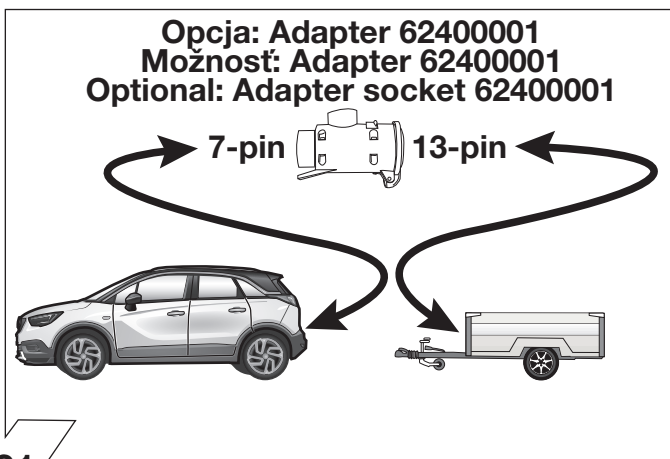 Opcja: Adapter 62400001
Možnosť: Adapter 62400001
Optional: Adapter socket 62400001
7-pin 13-pin